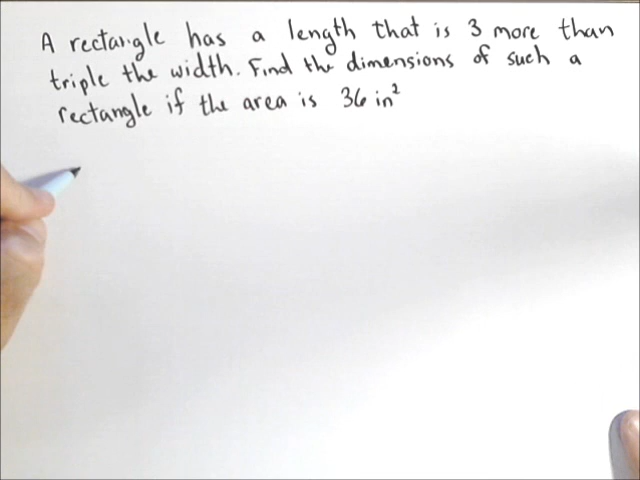 A rectangle has a length that is 3 more than
triple the width. Find the dimensions of such a
rectangle if the area is 36 in²